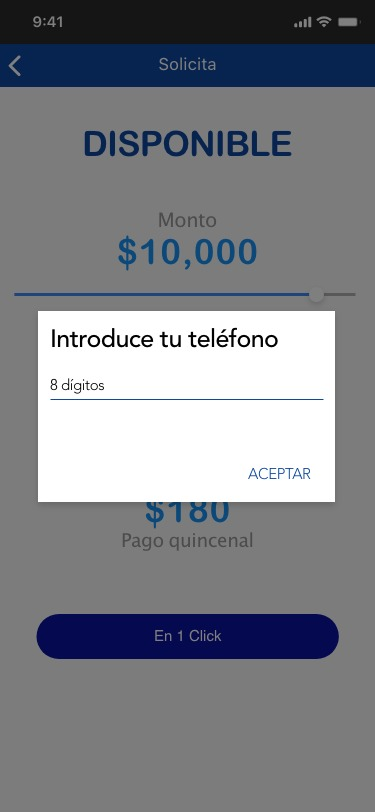 9:41
Solicita
DISPONIBLE
Monto
$10,000
Introduce tu teléfono
8 dígitos
ACEPTAR
$180
Pago quincenal
En 1 Click